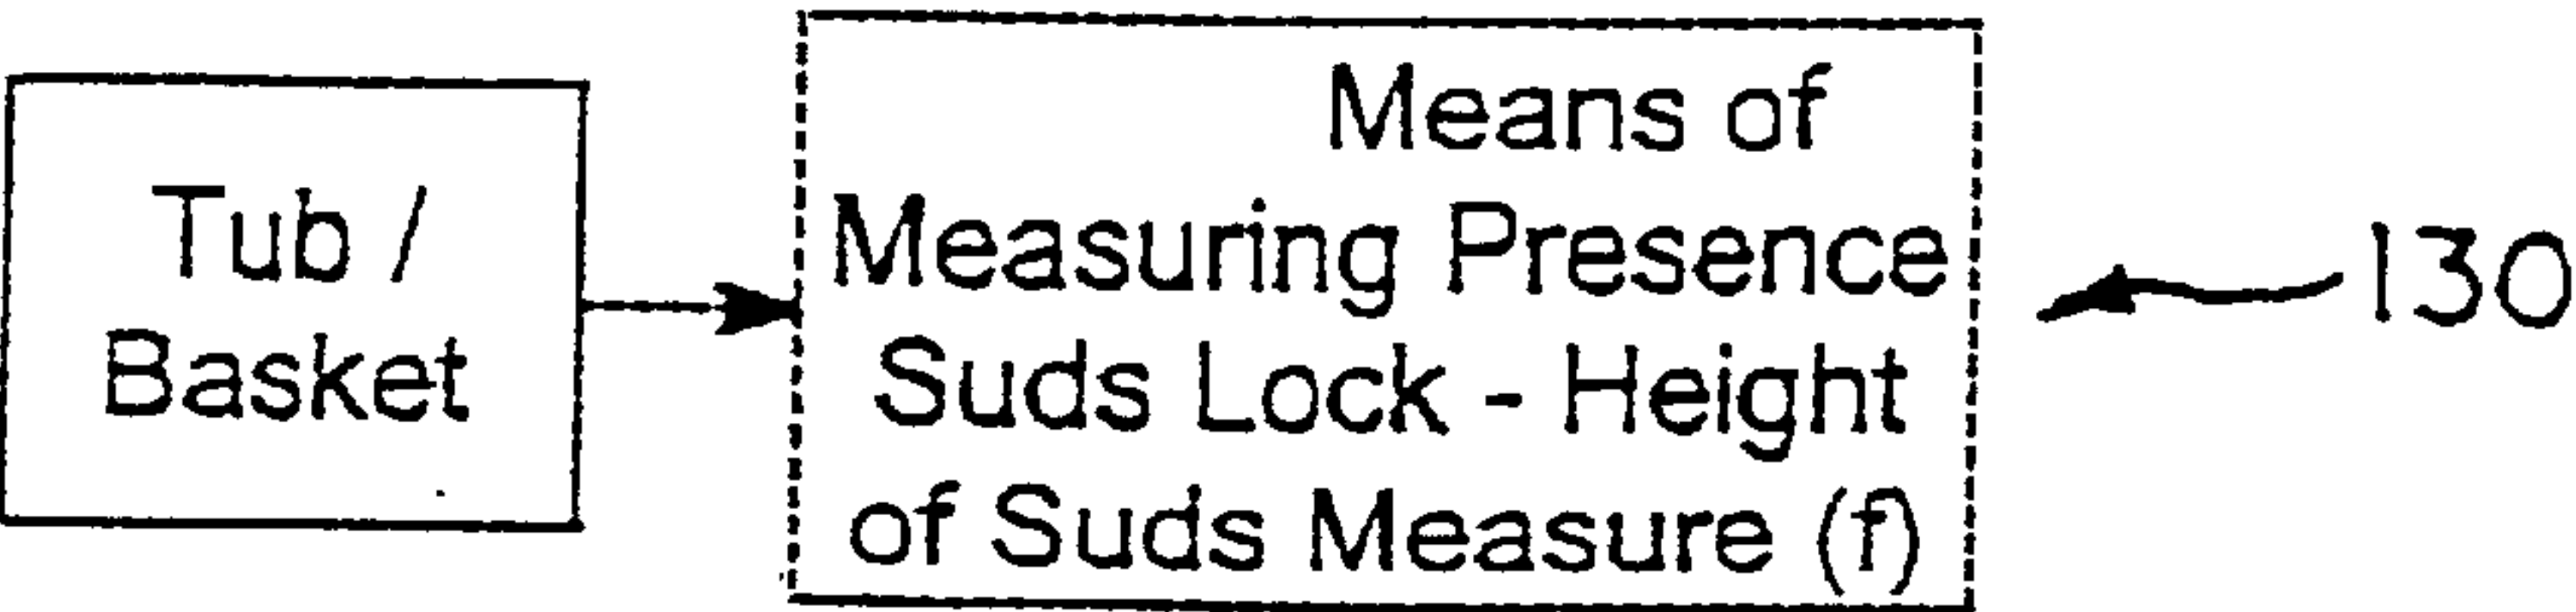 Tub /
Basket
Means of
Measuring Presence
Suds Lock - Height
of Suds Measure (f)
130